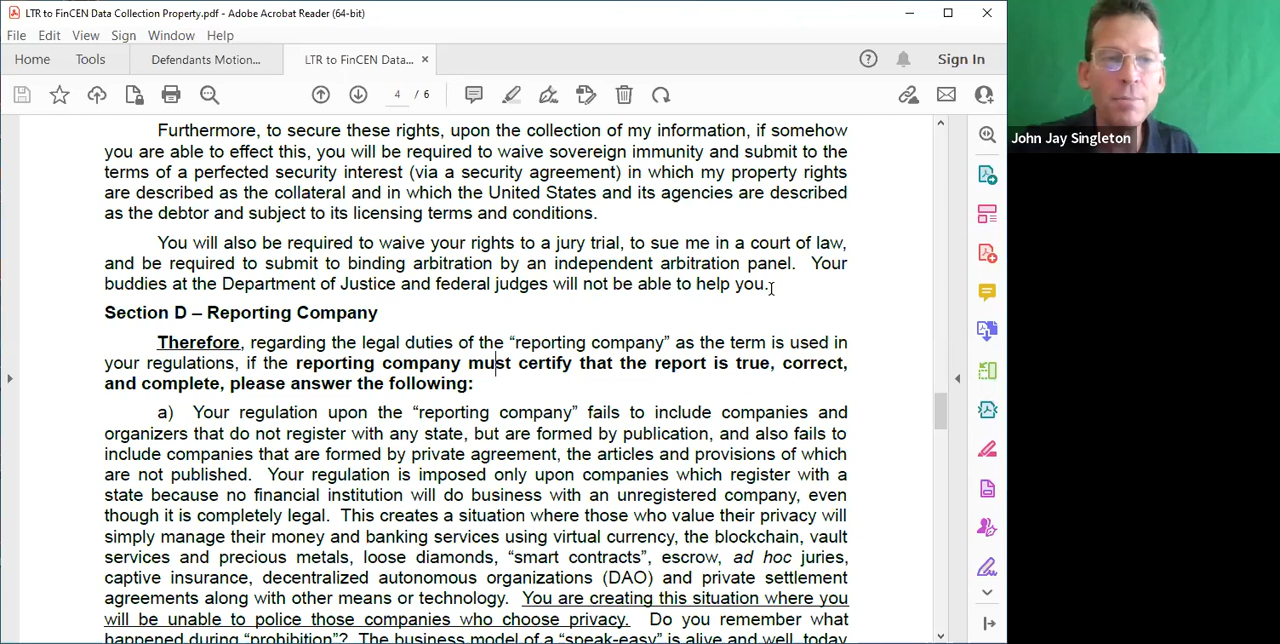 LTR to FinCEN Data Collection Property.pdf - Adobe Acrobat Reader (64-bit)
File Edit View Sign Window Help
Home Tools Defendants Motion... LTR to FinCEN Data... × Sign In
4 / 6
Furthermore, to secure these rights, upon the collection of my information, if somehow
you are able to effect this, you will be required to waive sovereign immunity and submit to the
terms of a perfected security interest (via a security agreement) in which my property rights
are described as the collateral and in which the United States and its agencies are described
as the debtor and subject to its licensing terms and conditions.
You will also be required to waive your rights to a jury trial, to sue me in a court of law,
and be required to submit to binding arbitration by an independent arbitration panel. Your
buddies at the Department of Justice and federal judges will not be able to help you.
Section D – Reporting Company
Therefore, regarding the legal duties of the “reporting company” as the term is used in
your regulations, if the reporting company must certify that the report is true, correct,
and complete, please answer the following:
a) Your regulation upon the “reporting company” fails to include companies and
organizers that do not register with any state, but are formed by publication, and also fails to
include companies that are formed by private agreement, the articles and provisions of which
are not published. Your regulation is imposed only upon companies which register with a
state because no financial institution will do business with an unregistered company, even
though it is completely legal. This creates a situation where those who value their privacy will
simply manage their money and banking services using virtual currency, the blockchain, vault
services and precious metals, loose diamonds, “smart contracts”, escrow, ad hoc juries,
captive insurance, decentralized autonomous organizations (DAO) and private settlement
agreements along with other means or technology. You are creating this situation where you
will be unable to police those companies who choose privacy. Do you remember what
happened during “prohibition”? The business model of a “speak-easy” is alive and well, today
John Jay Singleton